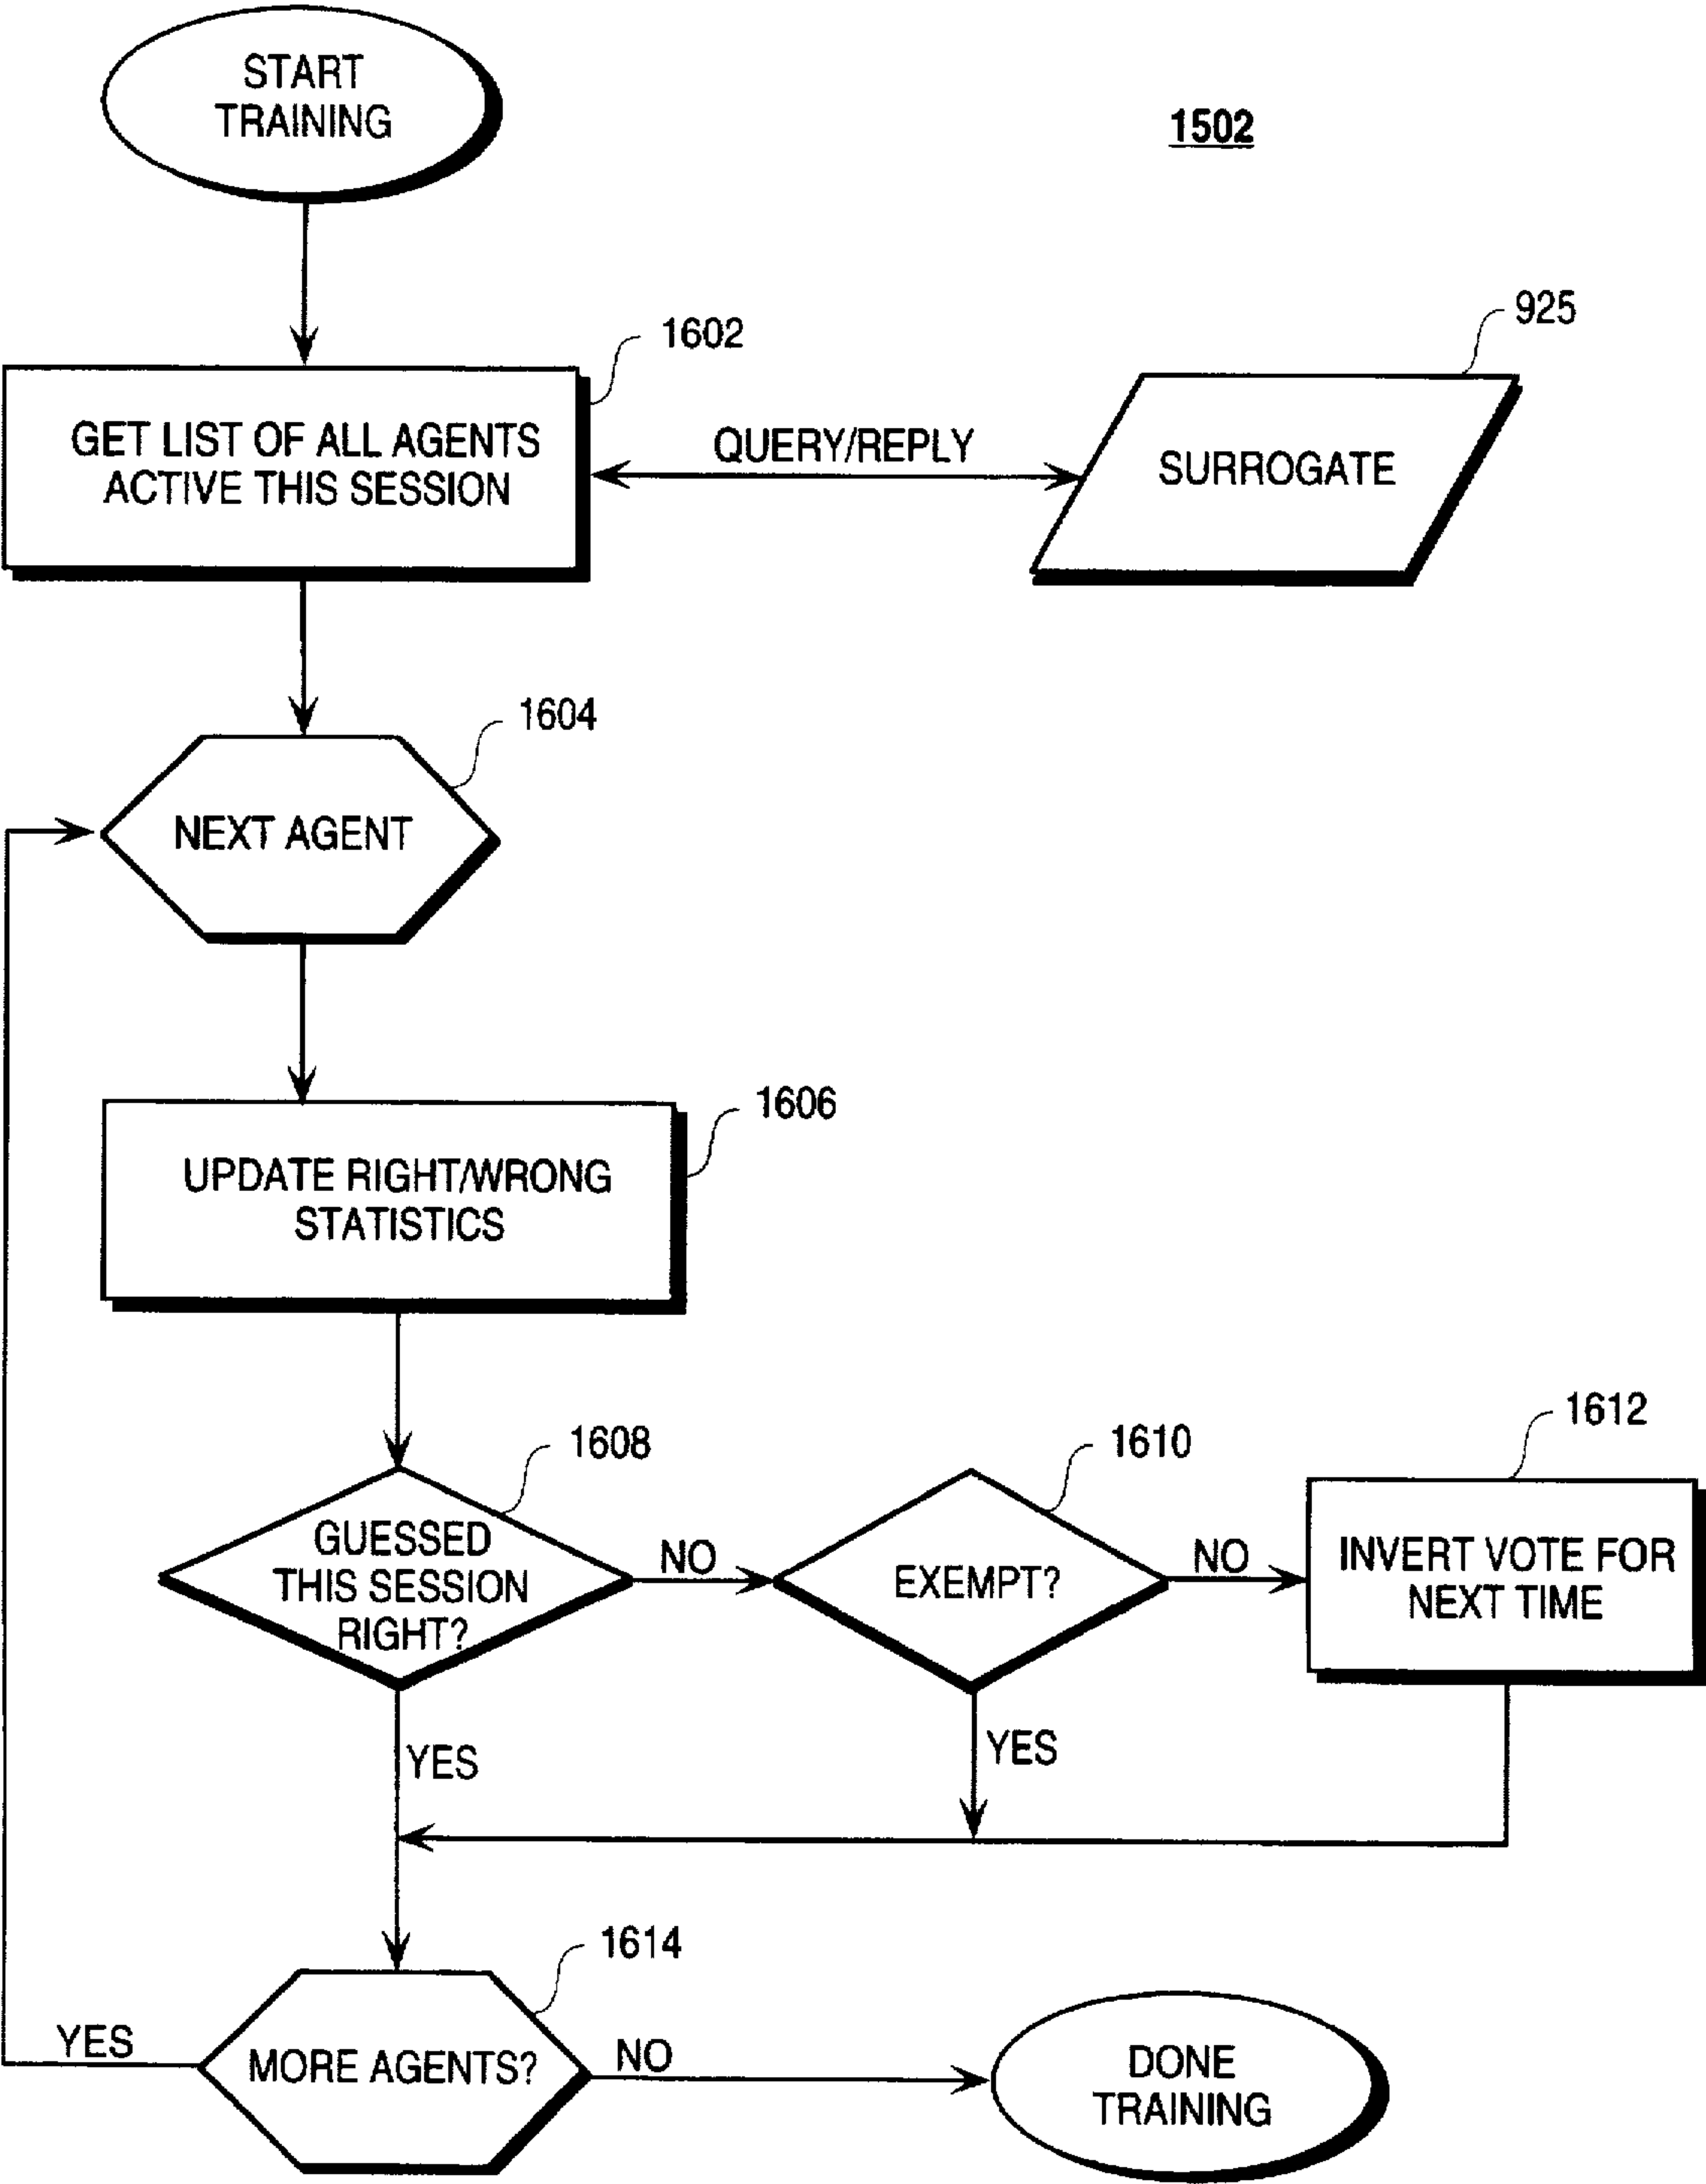 START
TRAINING
1502
1602
925
GET LIST OF ALL AGENTS
ACTIVE THIS SESSION
QUERY/REPLY
SURROGATE
1604
NEXT AGENT
1606
UPDATE RIGHT/WRONG
STATISTICS
1608
1610
1612
GUESSED
THIS SESSION
RIGHT?
NO
EXEMPT?
NO
INVERT VOTE FOR
NEXT TIME
YES
YES
1614
YES
MORE AGENTS?
NO
DONE
TRAINING